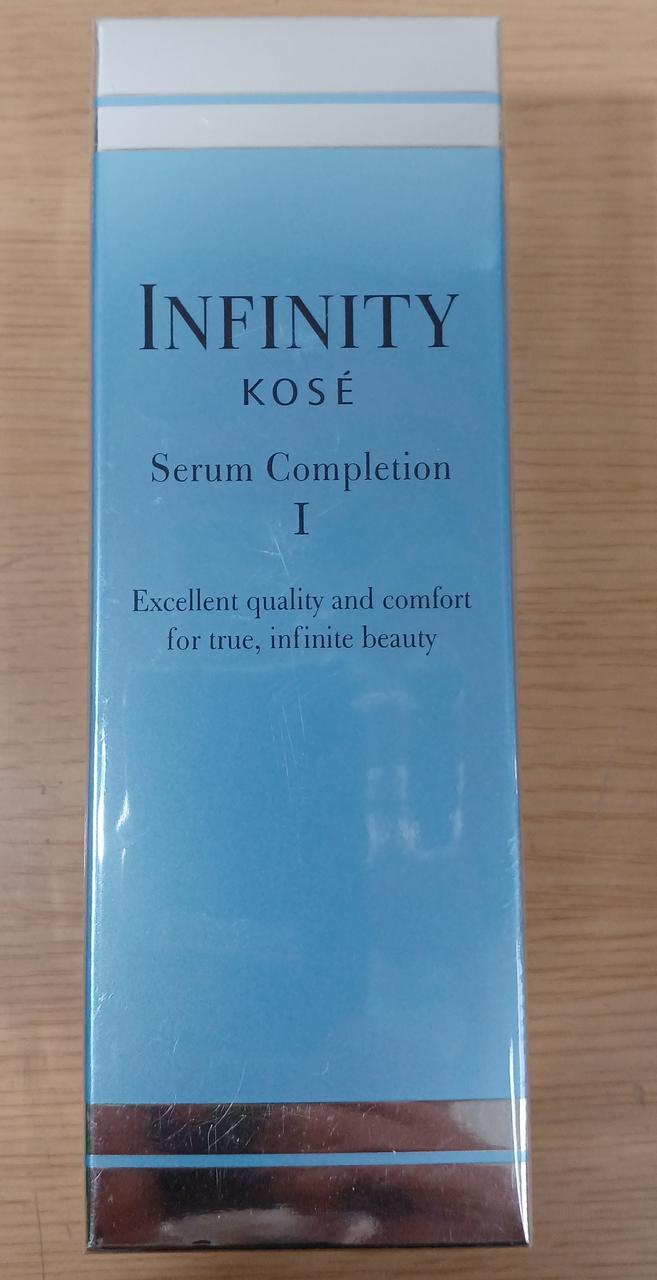 INFINITY
KOSÉ
Serum Completion
I
Excellent quality and comfort
for true, infinite beauty